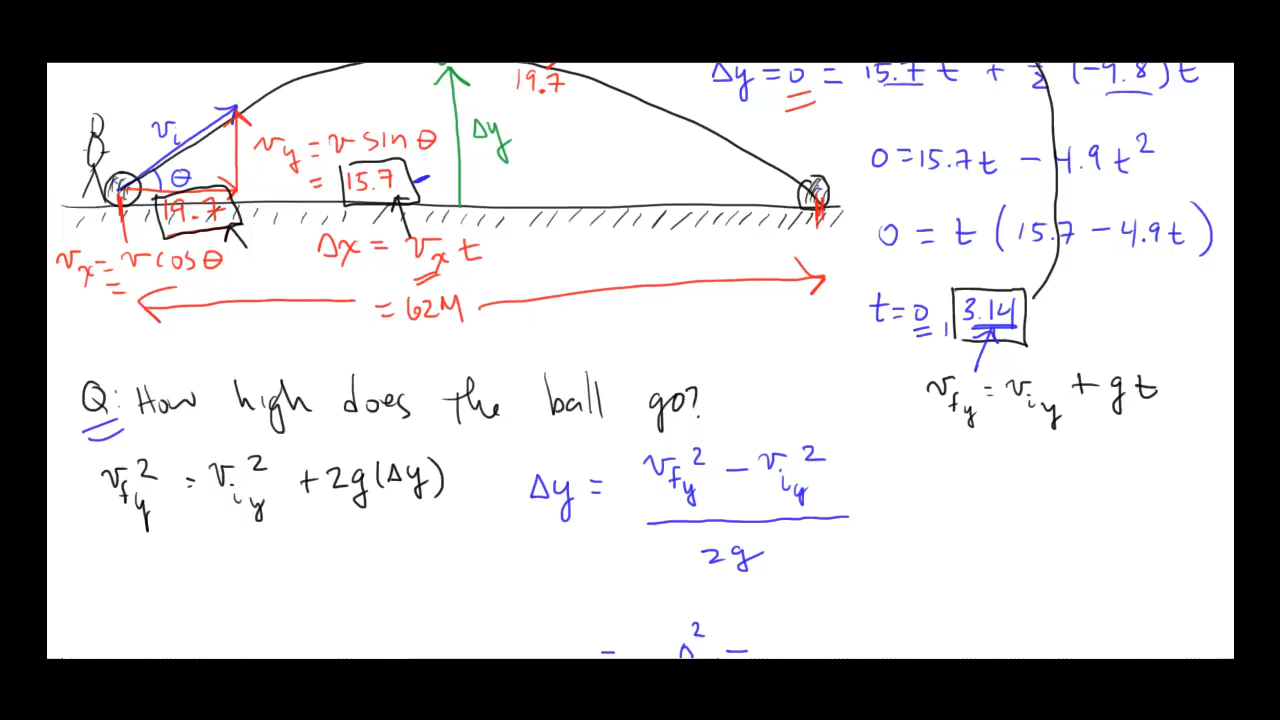 19.7
Δy = 0 = 15.7 t + ½ (-9.8) t
v_i
θ
v_y = v sin θ
= 15.7
Δy
19.7
v_x = v cos θ
Δx = v_x t
= 62M
0 = 15.7t - 4.9t²
0 = t (15.7 - 4.9t)
t = 0, 3.14
v_fy = v_iy + gt
Q: How high does the ball go?
v_fy² = v_iy² + 2g(Δy)
Δy = (v_fy² - v_iy²) / 2g
= 0² -